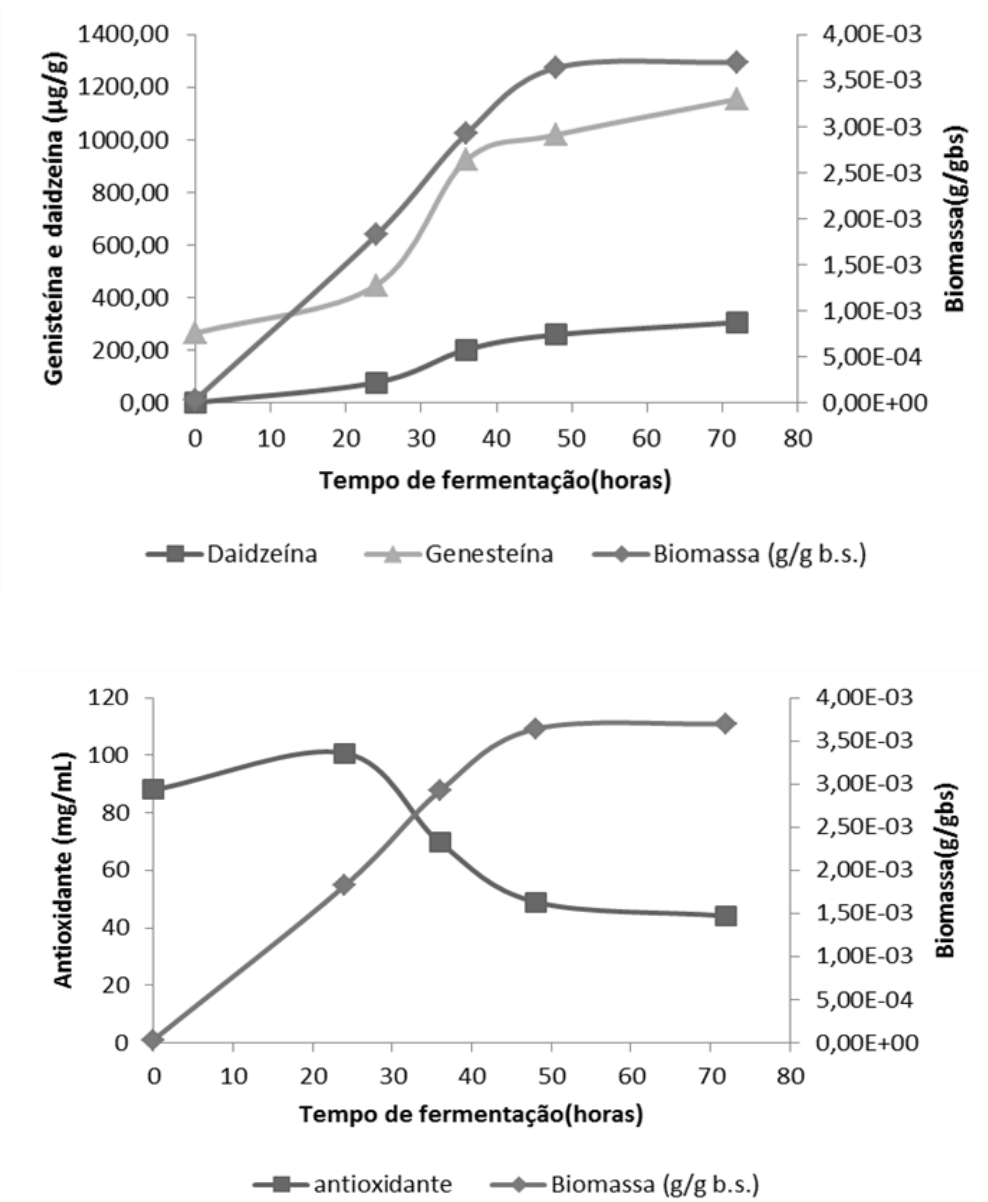 Genisteína e daidzeína (µg/g)
1400,00
1200,00
1000,00
800,00
600,00
400,00
200,00
0,00
4,00E-03
3,50E-03
3,00E-03
2,50E-03
2,00E-03
1,50E-03
1,00E-03
5,00E-04
0,00E+00
Biomassa(g/gbs)
0 10 20 30 40 50 60 70 80
Tempo de fermentação(horas)
Daidzeína Genesteína Biomassa (g/g b.s.)
Antioxidante (mg/mL)
120
100
80
60
40
20
0
4,00E-03
3,50E-03
3,00E-03
2,50E-03
2,00E-03
1,50E-03
1,00E-03
5,00E-04
0,00E+00
Biomassa(g/gbs)
0 10 20 30 40 50 60 70 80
Tempo de fermentação(horas)
antioxidante Biomassa (g/g b.s.)